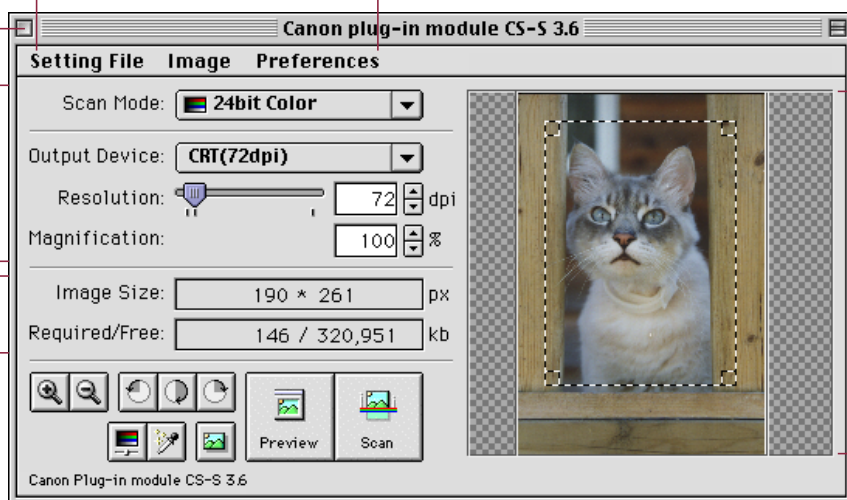 Canon plug-in module CS-S 3.6
Setting File Image Preferences
Scan Mode: 24bit Color
Output Device: CRT(72dpi)
Resolution: 72 dpi
Magnification: 100 %
Image Size: 190 * 261 px
Required/Free: 146 / 320,951 kb
Preview Scan
Canon Plug-in module CS-S 3.6